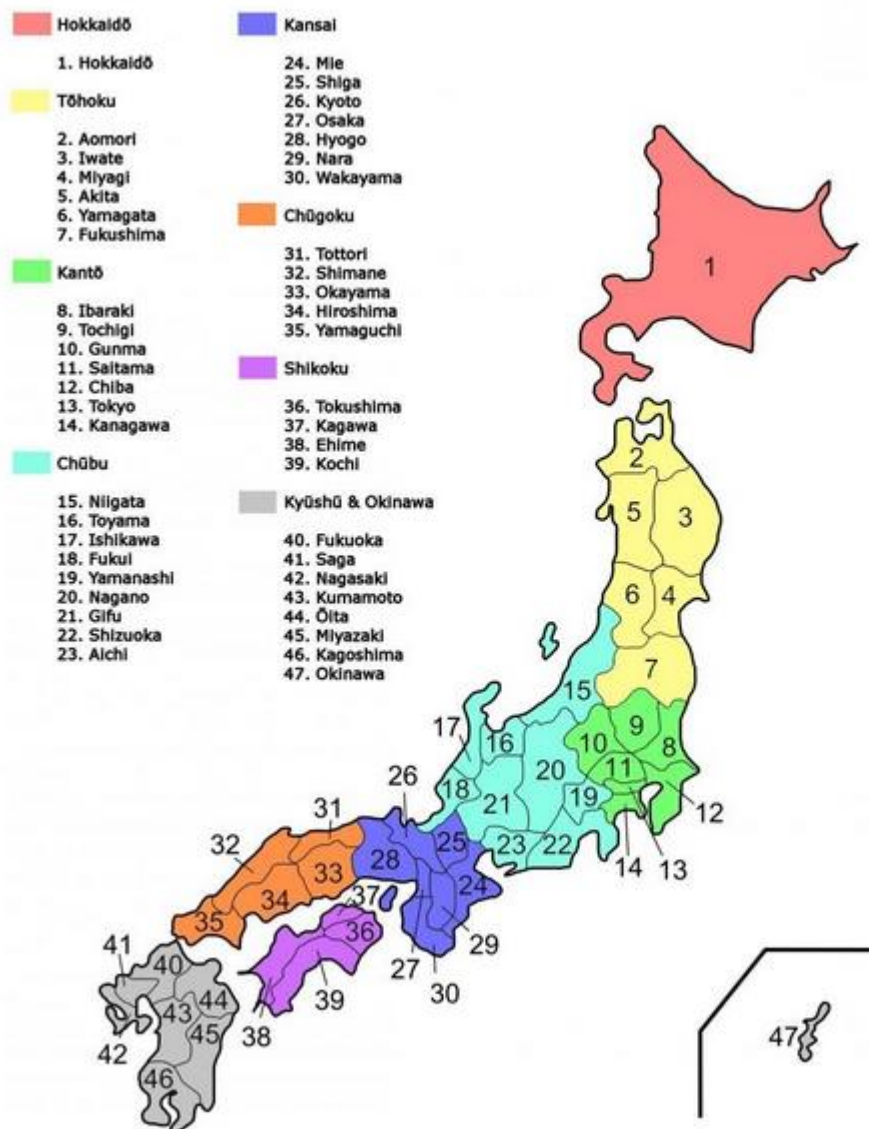 Hokkaidō
1. Hokkaidō
Tōhoku
2. Aomori
3. Iwate
4. Miyagi
5. Akita
6. Yamagata
7. Fukushima
Kantō
8. Ibaraki
9. Tochigi
10. Gunma
11. Saitama
12. Chiba
13. Tokyo
14. Kanagawa
Chūbu
15. Niigata
16. Toyama
17. Ishikawa
18. Fukui
19. Yamanashi
20. Nagano
21. Gifu
22. Shizuoka
23. Aichi
Kansai
24. Mie
25. Shiga
26. Kyoto
27. Osaka
28. Hyogo
29. Nara
30. Wakayama
Chūgoku
31. Tottori
32. Shimane
33. Okayama
34. Hiroshima
35. Yamaguchi
Shikoku
36. Tokushima
37. Kagawa
38. Ehime
39. Kochi
Kyūshū & Okinawa
40. Fukuoka
41. Saga
42. Nagasaki
43. Kumamoto
44. Ōita
45. Miyazaki
46. Kagoshima
47. Okinawa
1
2
5
3
6
4
7
15
17
16
10
9
8
20
11
18
21
19
12
26
14
13
31
25
23
22
32
28
33
24
34
37
35
36
29
41
40
27
30
39
44
43
38
45
42
46
47